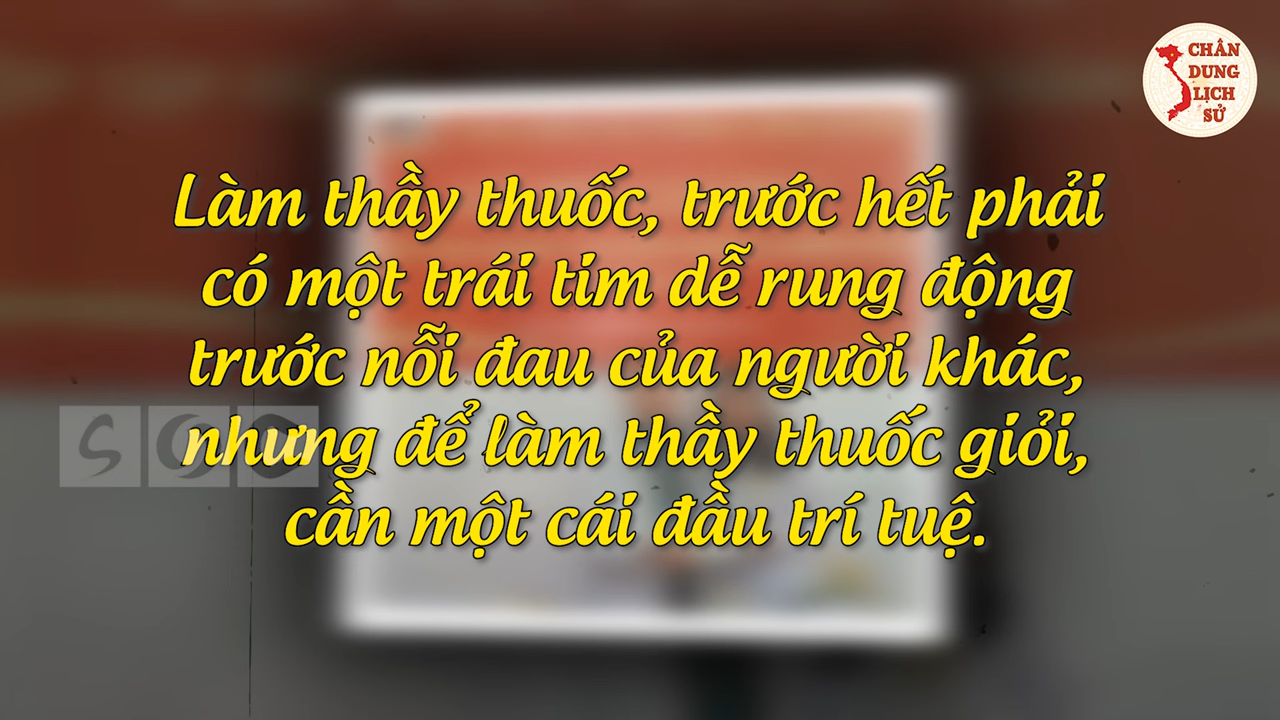 CHÂN
DUNG
LỊCH
SỬ
Làm thầy thuốc, trước hết phải
có một trái tim dễ rung động
trước nỗi đau của người khác,
nhưng để làm thầy thuốc giỏi,
cần một cái đầu trí tuệ.